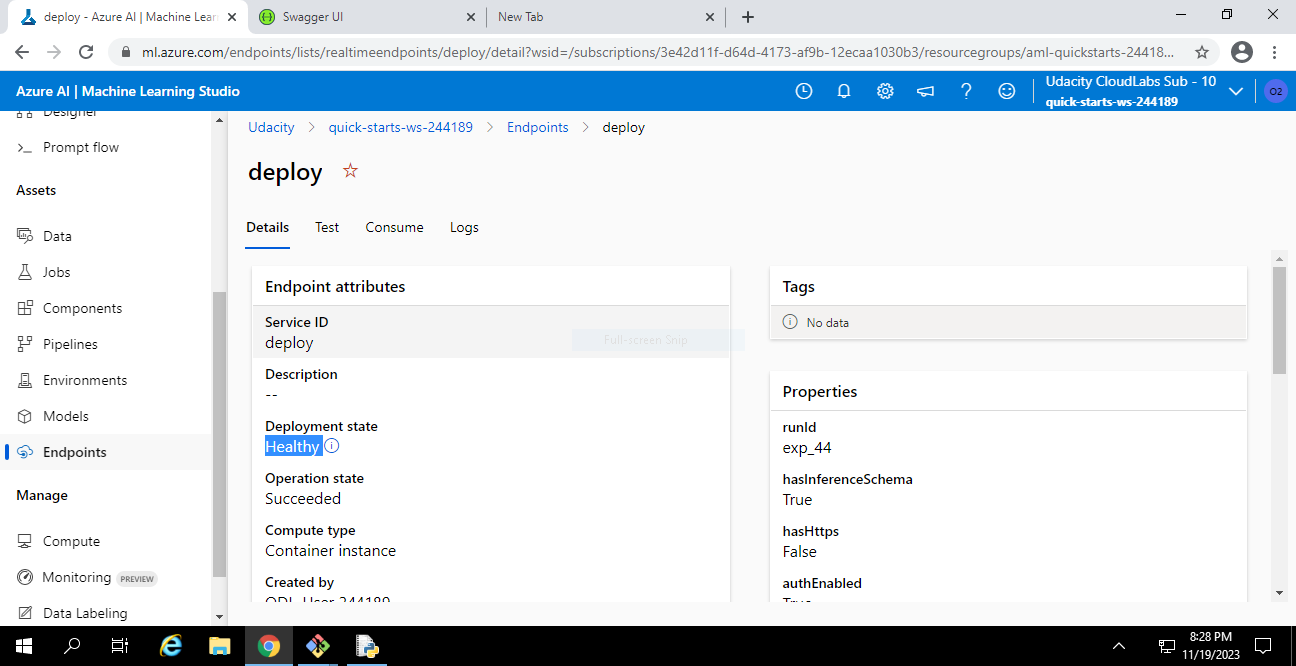 deploy - Azure AI | Machine Lear
Swagger UI
New Tab
ml.azure.com/endpoints/lists/realtimeendpoints/deploy/detail?wsid=/subscriptions/3e42d11f-d64d-4173-af9b-12ecaa1030b3/resourcegroups/aml-quickstarts-24418...
Azure AI | Machine Learning Studio
Udacity CloudLabs Sub - 10
quick-starts-ws-244189
O2
Designer
Prompt flow
Assets
Data
Jobs
Components
Pipelines
Environments
Models
Endpoints
Manage
Compute
Monitoring PREVIEW
Data Labeling
Udacity > quick-starts-ws-244189 > Endpoints > deploy
deploy
Details Test Consume Logs
Endpoint attributes
Service ID
deploy
Full-screen Snip
Description
--
Deployment state
Healthy
Operation state
Succeeded
Compute type
Container instance
Created by
ODL_User 244189
Tags
No data
Properties
runId
exp_44
hasInferenceSchema
True
hasHttps
False
authEnabled
True
8:28 PM
11/19/2023